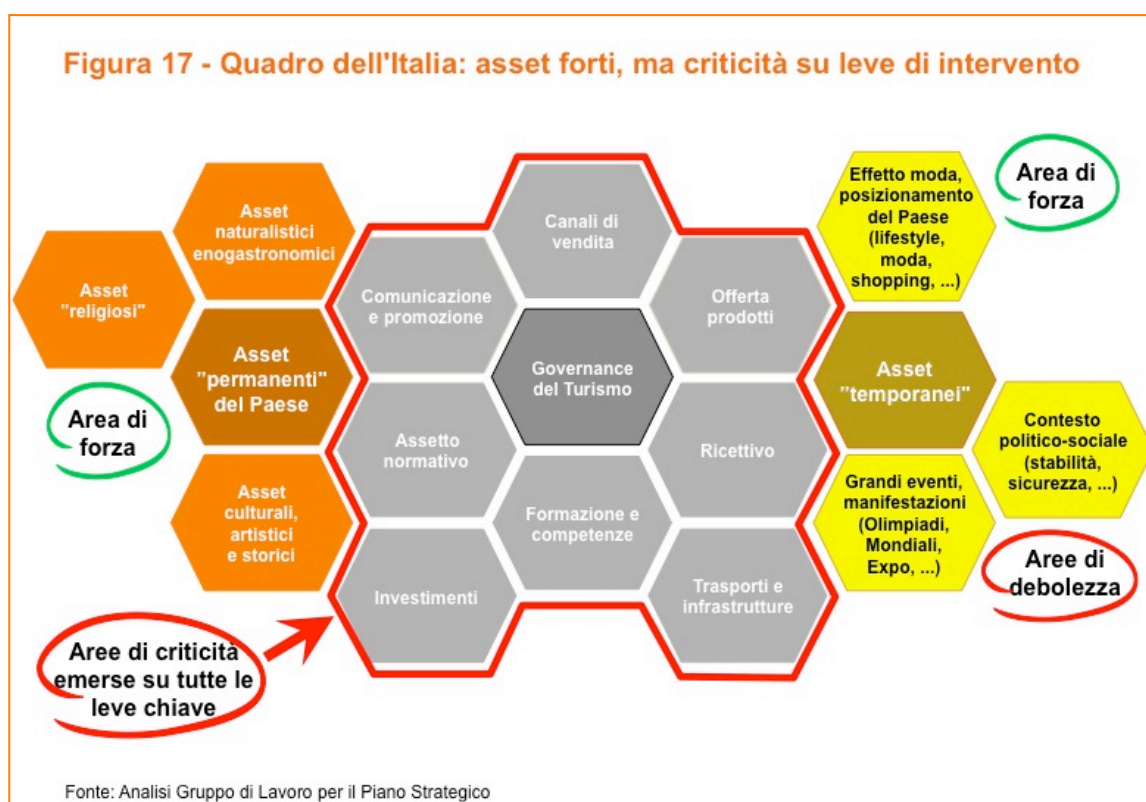 Figura 17 - Quadro dell'Italia: asset forti, ma criticità su leve di intervento
Asset
"religiosi"
Asset
naturalistici
enogastronomici
Asset
"permanenti"
del Paese
Asset
culturali,
artistici
e storici
Area di
forza
Comunicazione
e promozione
Assetto
normativo
Investimenti
Canali di
vendita
Governance
del Turismo
Formazione e
competenze
Offerta
prodotti
Ricettivo
Trasporti e
infrastrutture
Effetto moda,
posizionamento
del Paese
(lifestyle,
moda,
shopping, ...)
Area di
forza
Asset
"temporanei"
Contesto
politico-sociale
(stabilità,
sicurezza, ...)
Grandi eventi,
manifestazioni
(Olimpiadi,
Mondiali,
Expo, ...)
Aree di
debolezza
Aree di criticità
emerse su tutte le
leve chiave
Fonte: Analisi Gruppo di Lavoro per il Piano Strategico